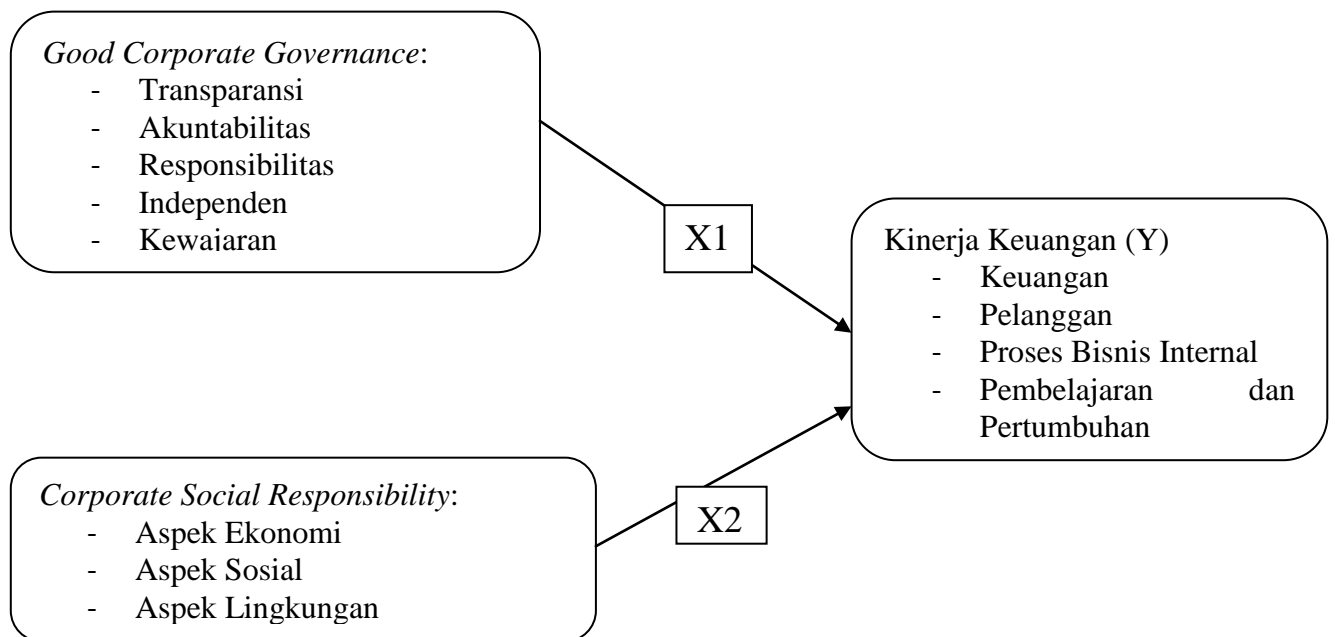 Good Corporate Governance:
- Transparansi
- Akuntabilitas
- Responsibilitas
- Independen
- Kewajaran
X1
Kinerja Keuangan (Y)
- Keuangan
- Pelanggan
- Proses Bisnis Internal
- Pembelajaran dan
Pertumbuhan
Corporate Social Responsibility:
- Aspek Ekonomi
- Aspek Sosial
- Aspek Lingkungan
X2